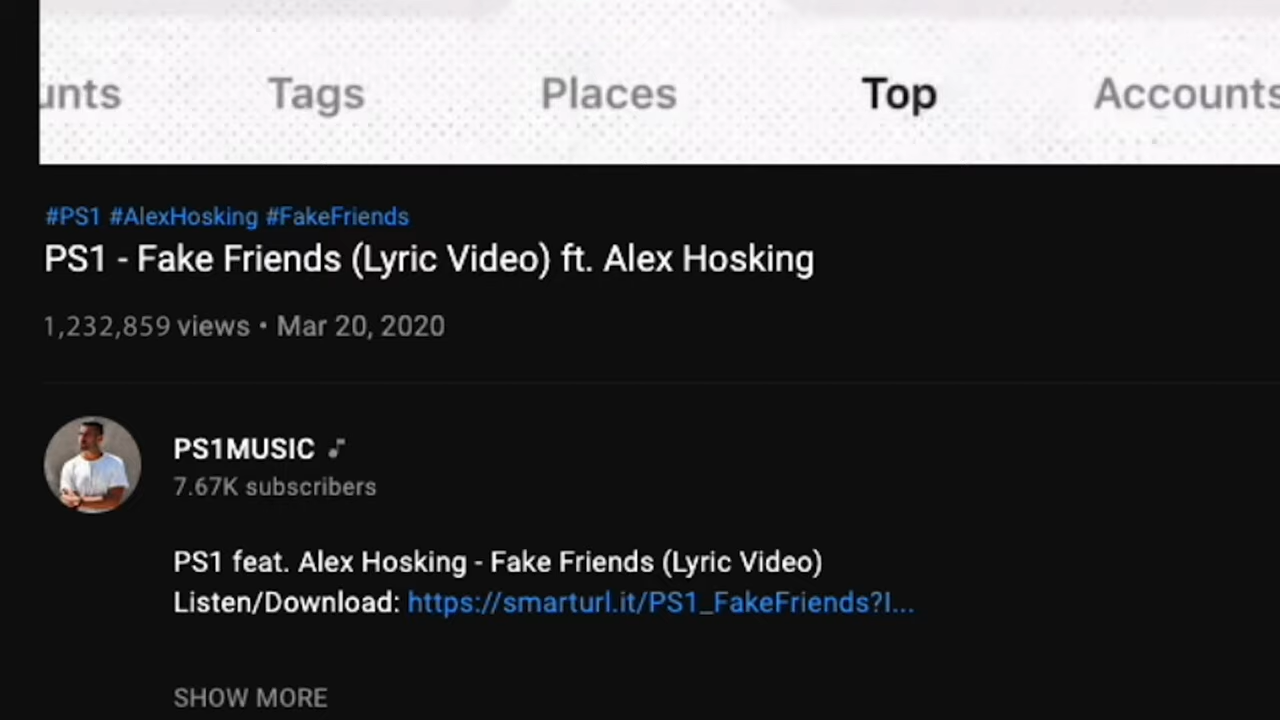 Tags Places Top Accounts
#PS1 #AlexHosking #FakeFriends
PS1 - Fake Friends (Lyric Video) ft. Alex Hosking
1,232,859 views • Mar 20, 2020
PS1MUSIC
7.67K subscribers
PS1 feat. Alex Hosking - Fake Friends (Lyric Video)
Listen/Download: https://smarturl.it/PS1_FakeFriends?I...
SHOW MORE